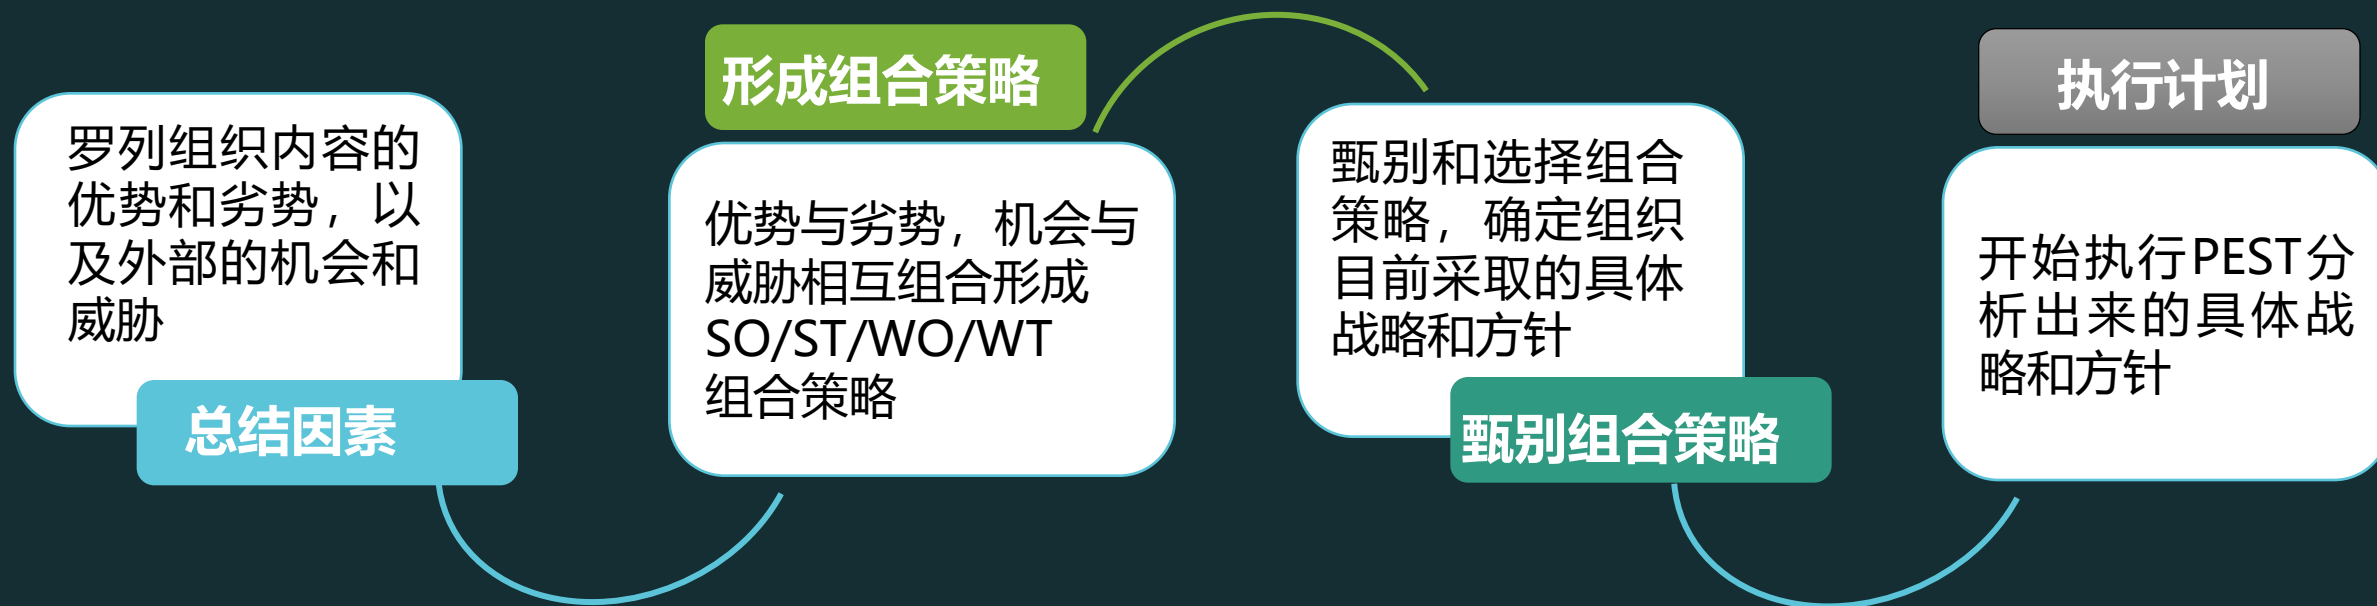 罗列组织内容的
优势和劣势，以
及外部的机会和
威胁
总结因素
形成组合策略
优势与劣势，机会与
威胁相互组合形成
SO/ST/WO/WT
组合策略
甄别和选择组合
策略，确定组织
目前采取的具体
战略和方针
甄别组合策略
执行计划
开始执行PEST分
析出来的具体战
略和方针